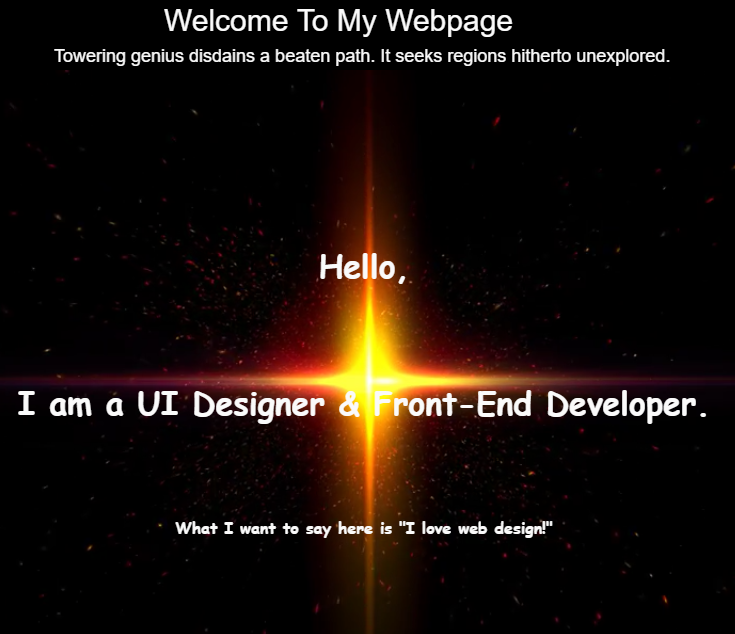 Welcome To My Webpage
Towering genius disdains a beaten path. It seeks regions hitherto unexplored.
Hello,
I am a UI Designer & Front-End Developer.
What I want to say here is "I love web design!"